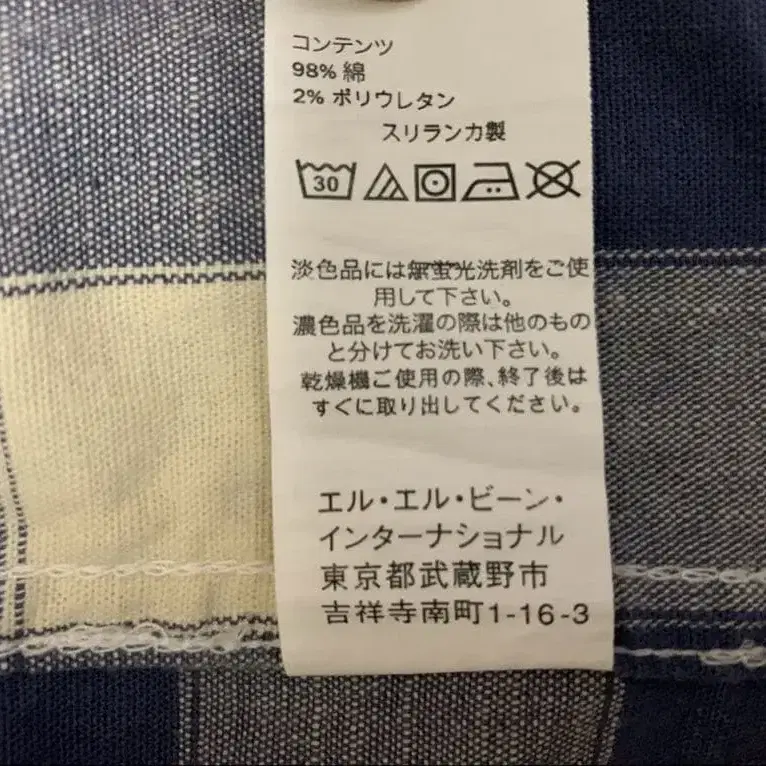 コンテンツ
98% 綿
2% ポリウレタン
スリランカ製
30
淡色品には無蛍光洗剤をご使
用して下さい。
濃色品を洗濯の際は他のもの
と分けてお洗い下さい。
乾燥機ご使用の際、終了後は
すぐに取り出してください。
エル・エル・ビーン・
インターナショナル
東京都武蔵野市
吉祥寺南町1-16-3